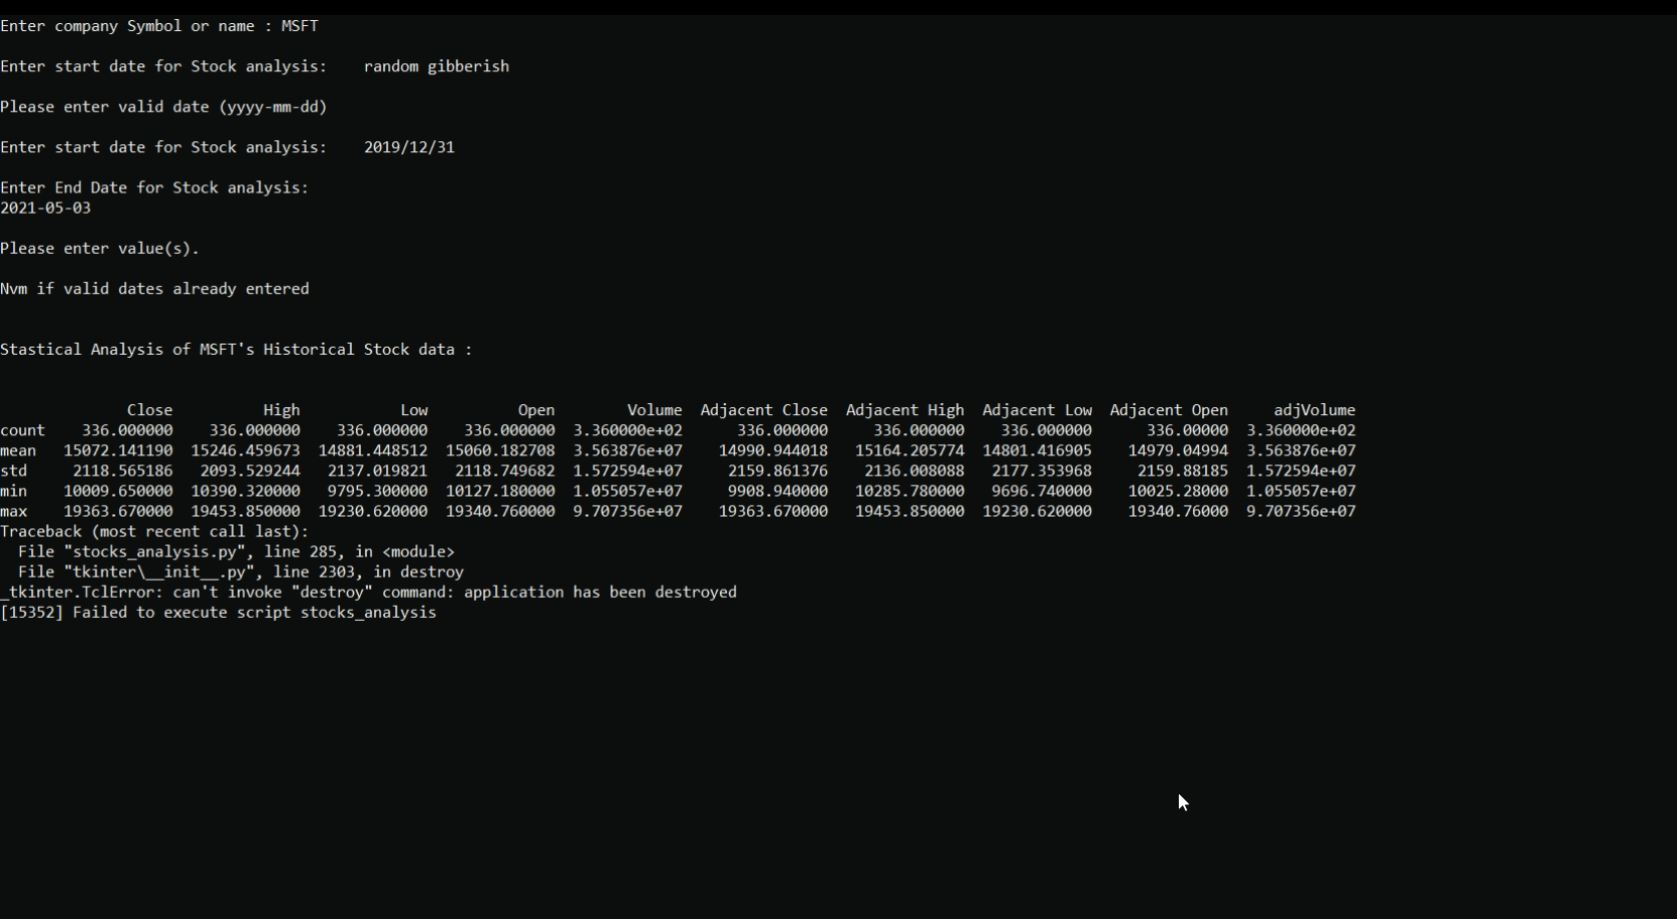 Enter company Symbol or name : MSFT
Enter start date for Stock analysis:    random gibberish
Please enter valid date (yyyy-mm-dd)
Enter start date for Stock analysis:    2019/12/31
Enter End Date for Stock analysis:
2021-05-03
Please enter value(s).
Nvm if valid dates already entered
Stastical Analysis of MSFT's Historical Stock data :
Close High Low Open Volume Adjacent Close Adjacent High Adjacent Low Adjacent Open adjVolume
count 336.000000 336.000000 336.000000 336.000000 3.360000e+02 336.000000 336.000000 336.000000 336.00000 3.360000e+02
mean 15072.141190 15246.459673 14881.448512 15060.182708 3.563876e+07 14990.944018 15164.205774 14801.416905 14979.04994 3.563876e+07
std 2118.565186 2093.529244 2137.019821 2118.749682 1.572594e+07 2159.861376 2136.008088 2177.353968 2159.88185 1.572594e+07
min 10009.650000 10390.320000 9795.300000 10127.180000 1.055057e+07 9908.940000 10285.780000 9696.740000 10025.28000 1.055057e+07
max 19363.670000 19453.850000 19230.620000 19340.760000 9.707356e+07 19363.670000 19453.850000 19230.620000 19340.76000 9.707356e+07
Traceback (most recent call last):
  File "stocks_analysis.py", line 285, in <module>
  File "tkinter\__init__.py", line 2303, in destroy
_tkinter.TclError: can't invoke "destroy" command: application has been destroyed
[15352] Failed to execute script stocks_analysis